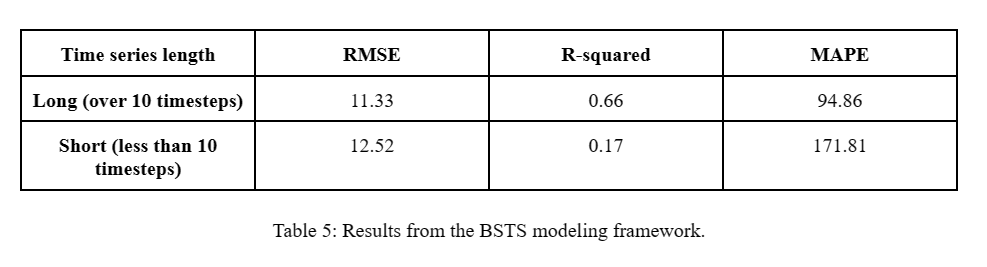 Time series length RMSE R-squared MAPE
Long (over 10 timesteps) 11.33 0.66 94.86
Short (less than 10 12.52 0.17 171.81
timesteps)
Table 5: Results from the BSTS modeling framework.